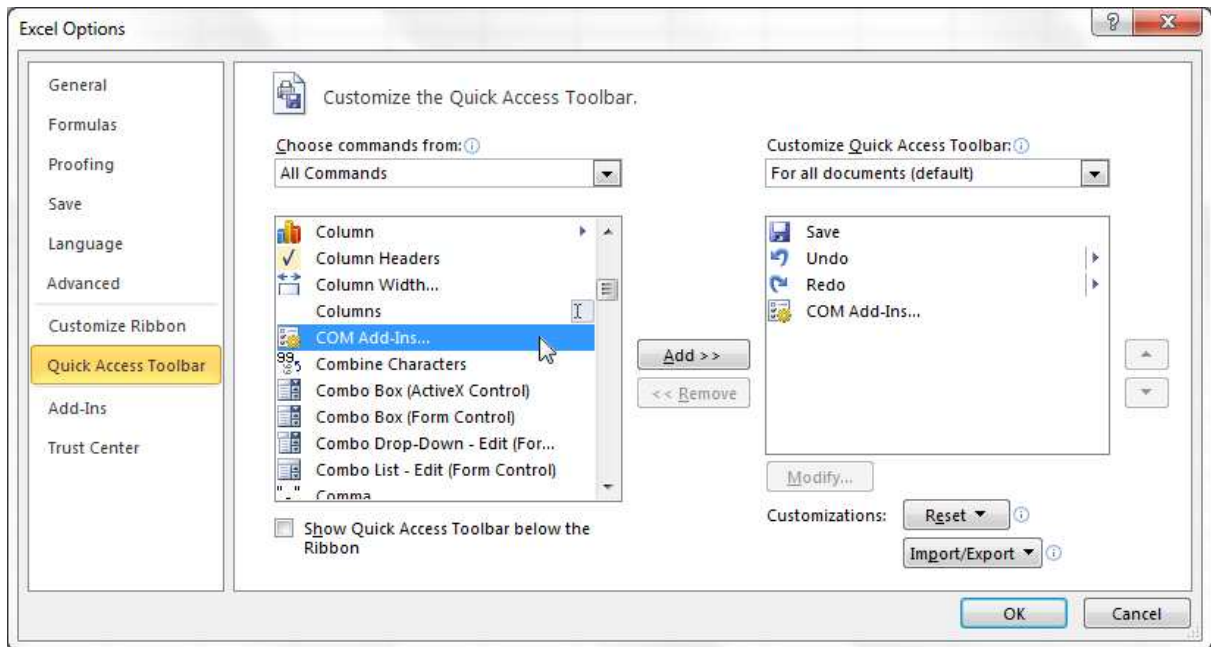 Excel Options
General
Formulas
Proofing
Save
Language
Advanced
Customize Ribbon
Quick Access Toolbar
Add-Ins
Trust Center
Customize the Quick Access Toolbar.
Choose commands from:
All Commands
Column
Column Headers
Column Width...
Columns
COM Add-Ins...
Combine Characters
Combo Box (ActiveX Control)
Combo Box (Form Control)
Combo Drop-Down - Edit (For...
Combo List - Edit (Form Control)
Comma
Show Quick Access Toolbar below the
Ribbon
Add >>
<< Remove
Customize Quick Access Toolbar:
For all documents (default)
Save
Undo
Redo
COM Add-Ins...
Modify...
Customizations:
Reset
Import/Export
OK
Cancel